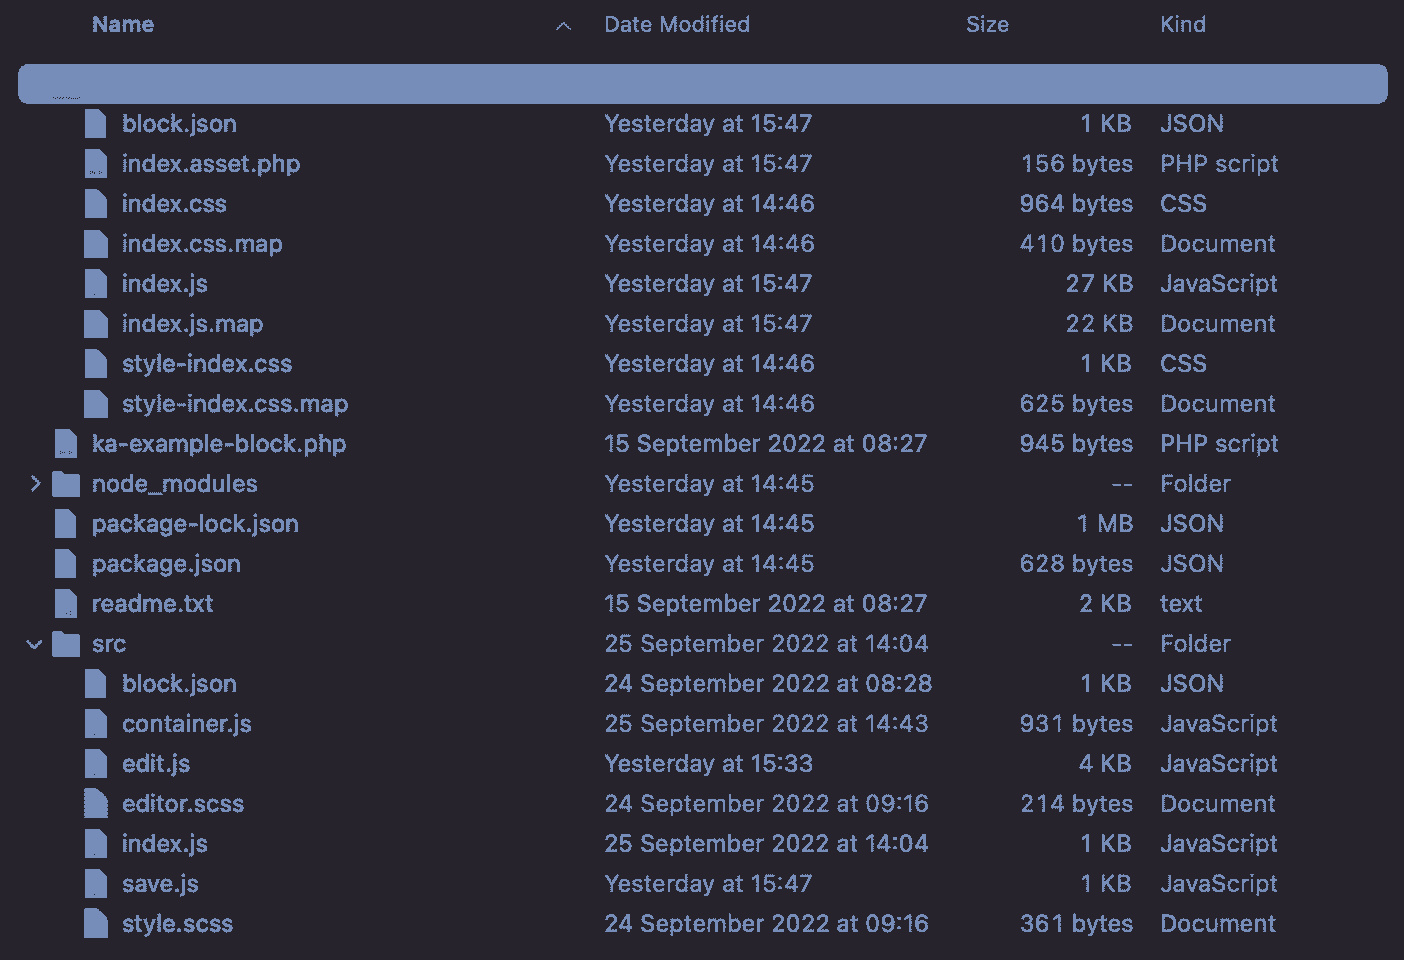 Name Date Modified Size Kind
block.json Yesterday at 15:47 1 KB JSON
index.asset.php Yesterday at 15:47 156 bytes PHP script
index.css Yesterday at 14:46 964 bytes CSS
index.css.map Yesterday at 14:46 410 bytes Document
index.js Yesterday at 15:47 27 KB JavaScript
index.js.map Yesterday at 15:47 22 KB Document
style-index.css Yesterday at 14:46 1 KB CSS
style-index.css.map Yesterday at 14:46 625 bytes Document
ka-example-block.php 15 September 2022 at 08:27 945 bytes PHP script
node_modules Yesterday at 14:45 -- Folder
package-lock.json Yesterday at 14:45 1 MB JSON
package.json Yesterday at 14:45 628 bytes JSON
readme.txt 15 September 2022 at 08:27 2 KB text
src 25 September 2022 at 14:04 -- Folder
block.json 24 September 2022 at 08:28 1 KB JSON
container.js 25 September 2022 at 14:43 931 bytes JavaScript
edit.js Yesterday at 15:33 4 KB JavaScript
editor.scss 24 September 2022 at 09:16 214 bytes Document
index.js 25 September 2022 at 14:04 1 KB JavaScript
save.js Yesterday at 15:47 1 KB JavaScript
style.scss 24 September 2022 at 09:16 361 bytes Document